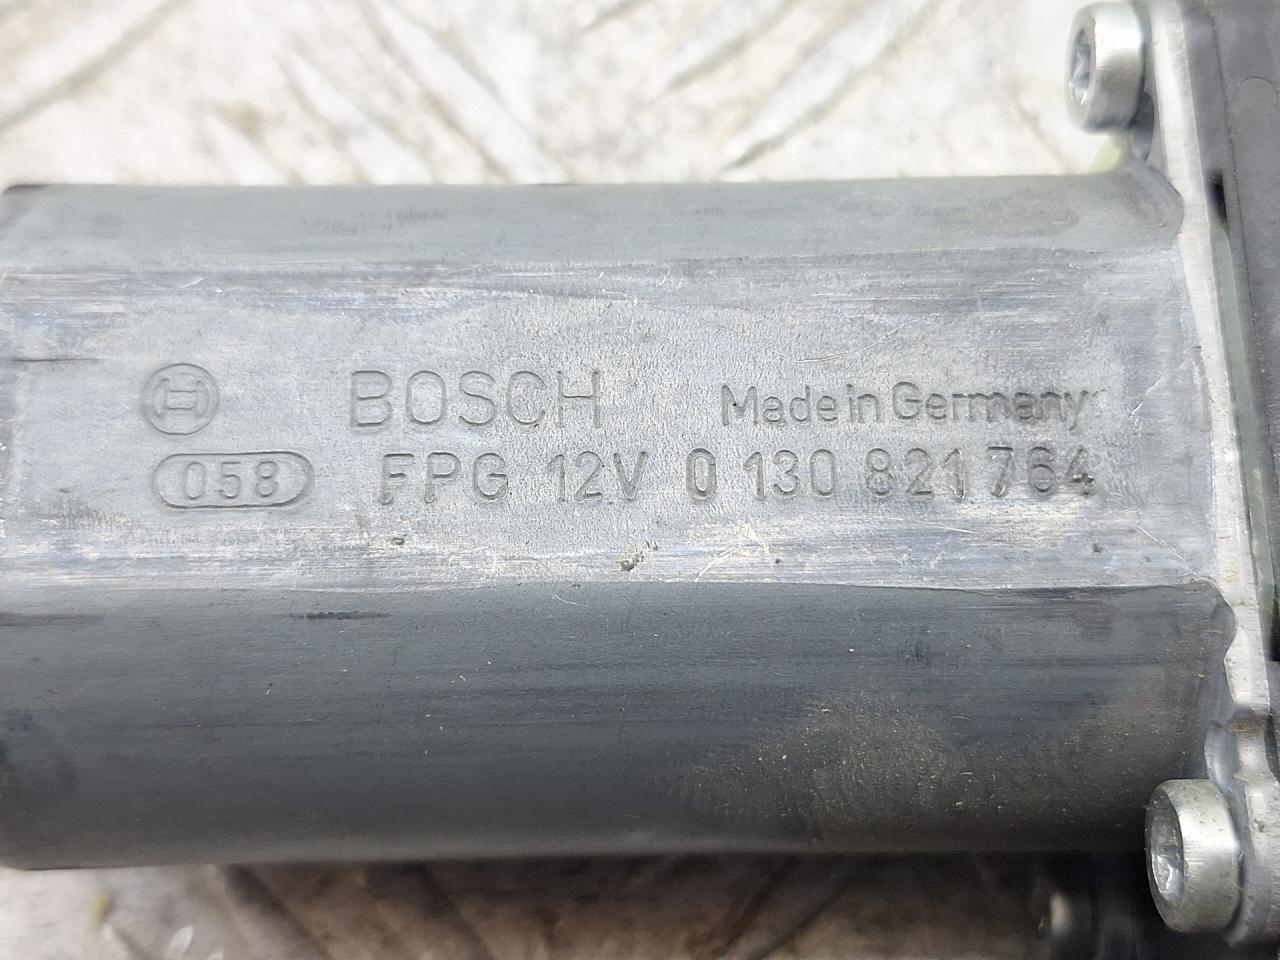 BOSCH Made in Germany
058 FPG 12V 0 130 821 764